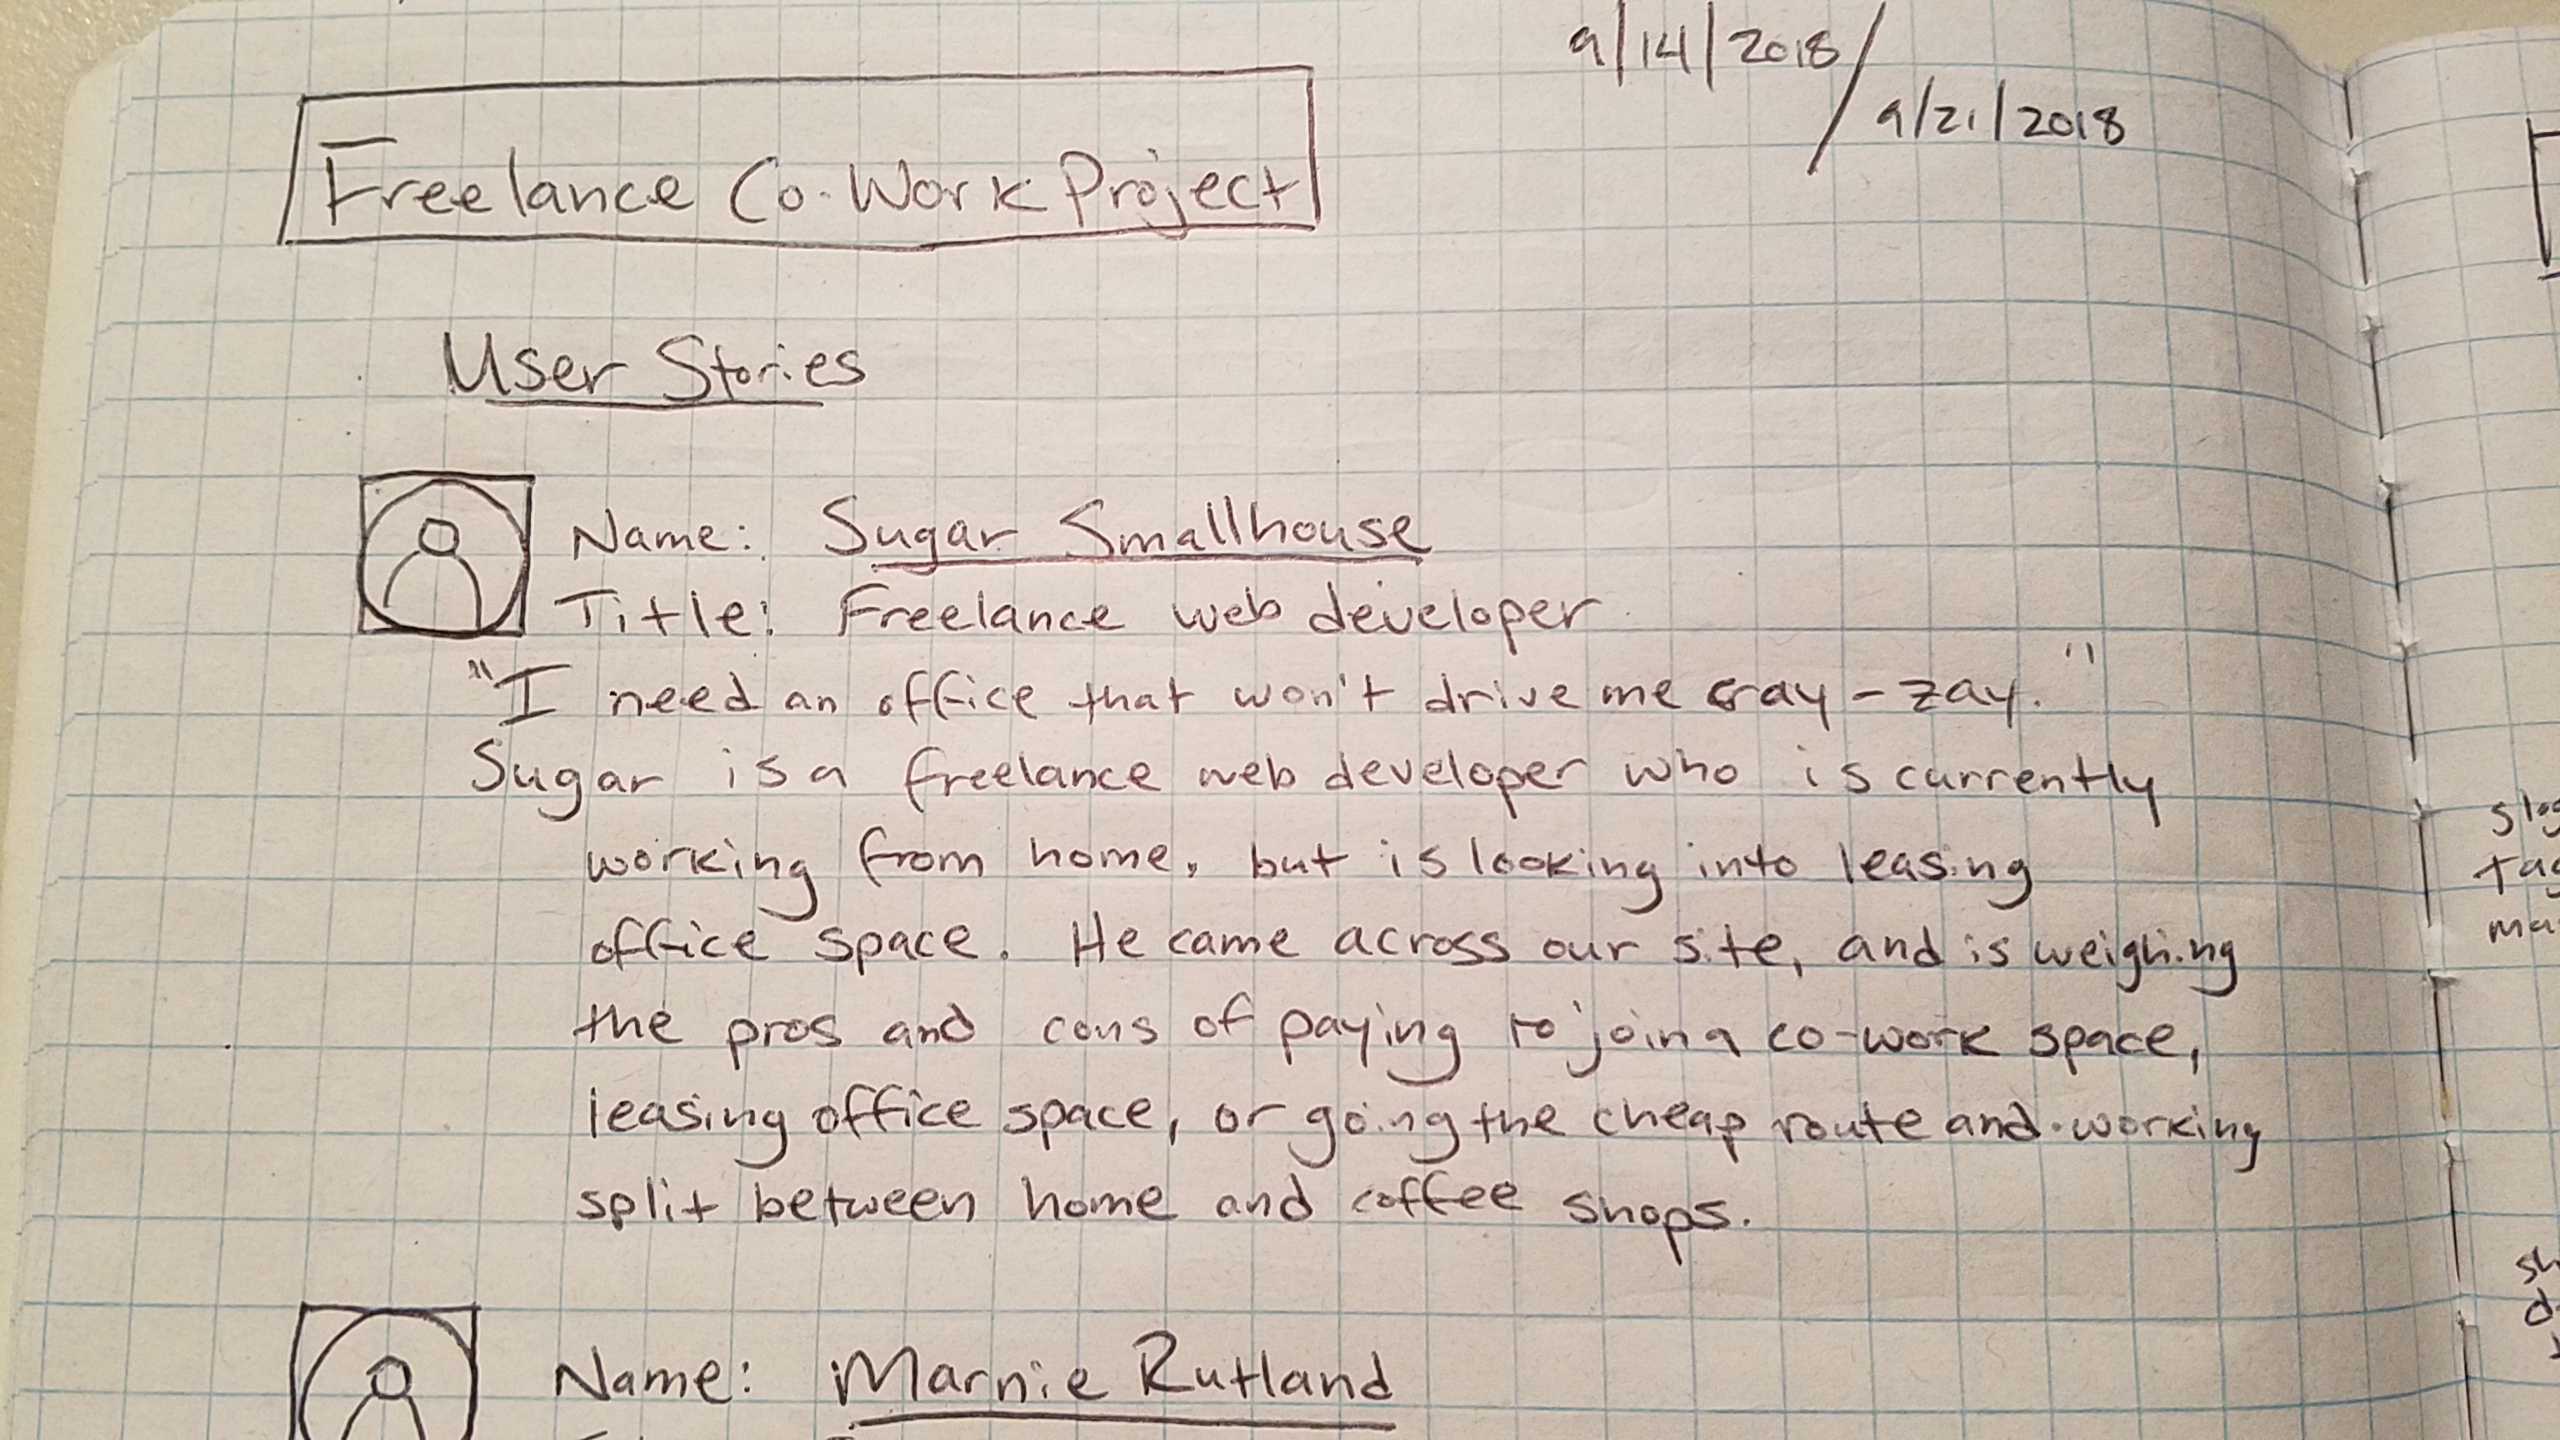 9/14/2018/
9/21/2018
Freelance Co-Work Project
User Stories
Name: Sugar Smallhouse
Title: Freelance web developer
"I need an office that won't drive me cray-zay."
Sugar is a freelance web developer who is currently
working from home, but is looking into leasing
office space. He came across our site, and is weighing
the pros and cons of paying to join a co-work space,
leasing office space, or going the cheap route and working
split between home and coffee shops.
Name: Marnie Rutland